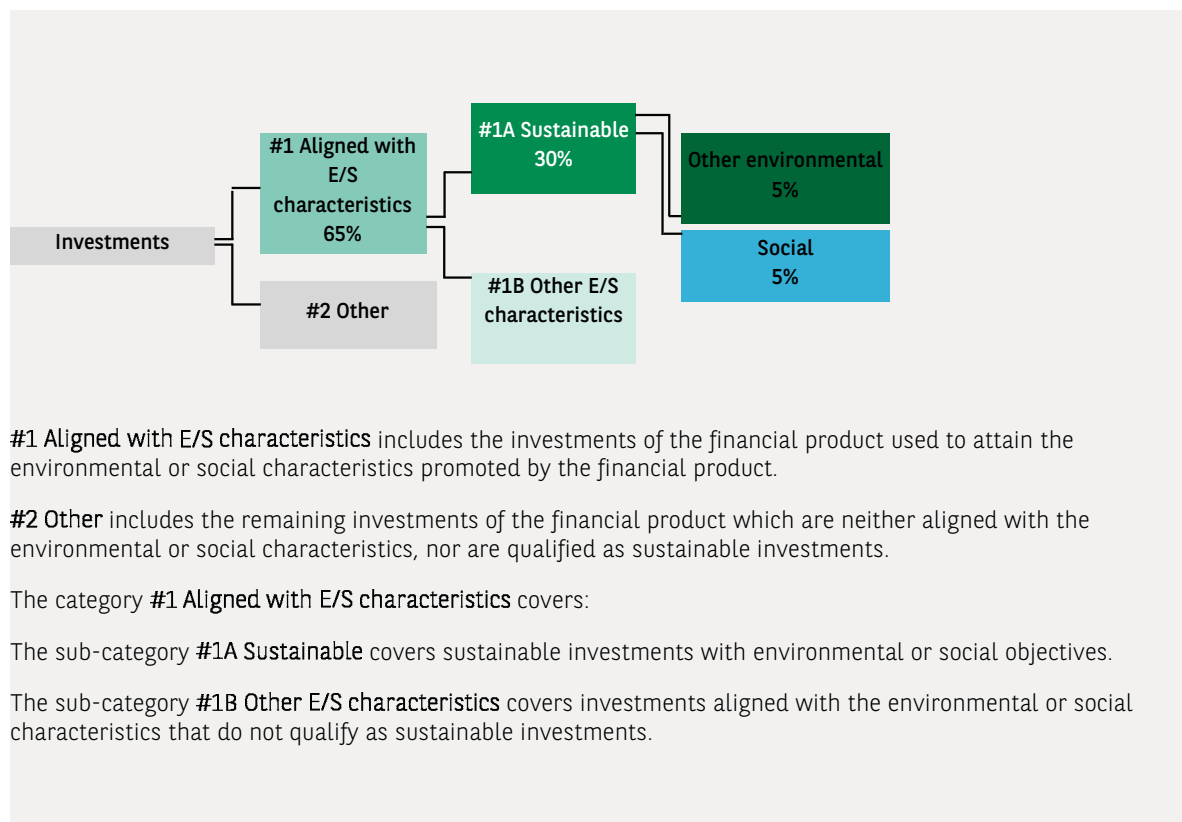 Investments
#1 Aligned with
E/S
characteristics
65%
#2 Other
#1A Sustainable
30%
#1B Other E/S
characteristics
Other environmental
5%
Social
5%
#1 Aligned with E/S characteristics includes the investments of the financial product used to attain the
environmental or social characteristics promoted by the financial product.
#2 Other includes the remaining investments of the financial product which are neither aligned with the
environmental or social characteristics, nor are qualified as sustainable investments.
The category #1 Aligned with E/S characteristics covers:
The sub-category #1A Sustainable covers sustainable investments with environmental or social objectives.
The sub-category #1B Other E/S characteristics covers investments aligned with the environmental or social
characteristics that do not qualify as sustainable investments.